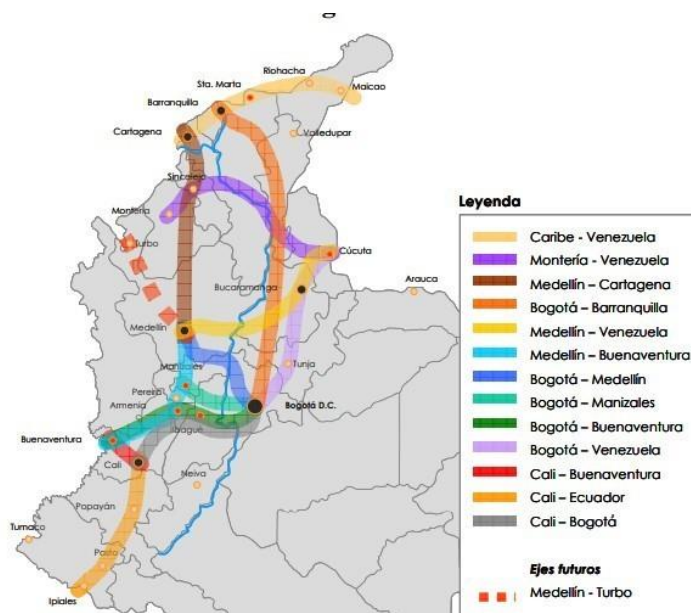 Riohacha
Sta. Marta
Maicao
Barranquilla
Cartagena
Valledupar
Sincelejo
Montería
Turbo
Cúcuta
Arauca
Bucaramanga
Medellín
Manizales
Tunja
Pereira
Armenia
Bogotá D.C.
Ibague
Buenaventura
Cali
Neiva
Popayán
Tumaco
Pasto
Ipiales
Leyenda
Caribe - Venezuela
Montería - Venezuela
Medellín – Cartagena
Bogotá – Barranquilla
Medellín – Venezuela
Medellín – Buenaventura
Bogotá – Medellín
Bogotá – Manizales
Bogotá – Buenaventura
Bogotá – Venezuela
Cali – Buenaventura
Cali – Ecuador
Cali – Bogotá
Ejes futuros
Medellín - Turbo